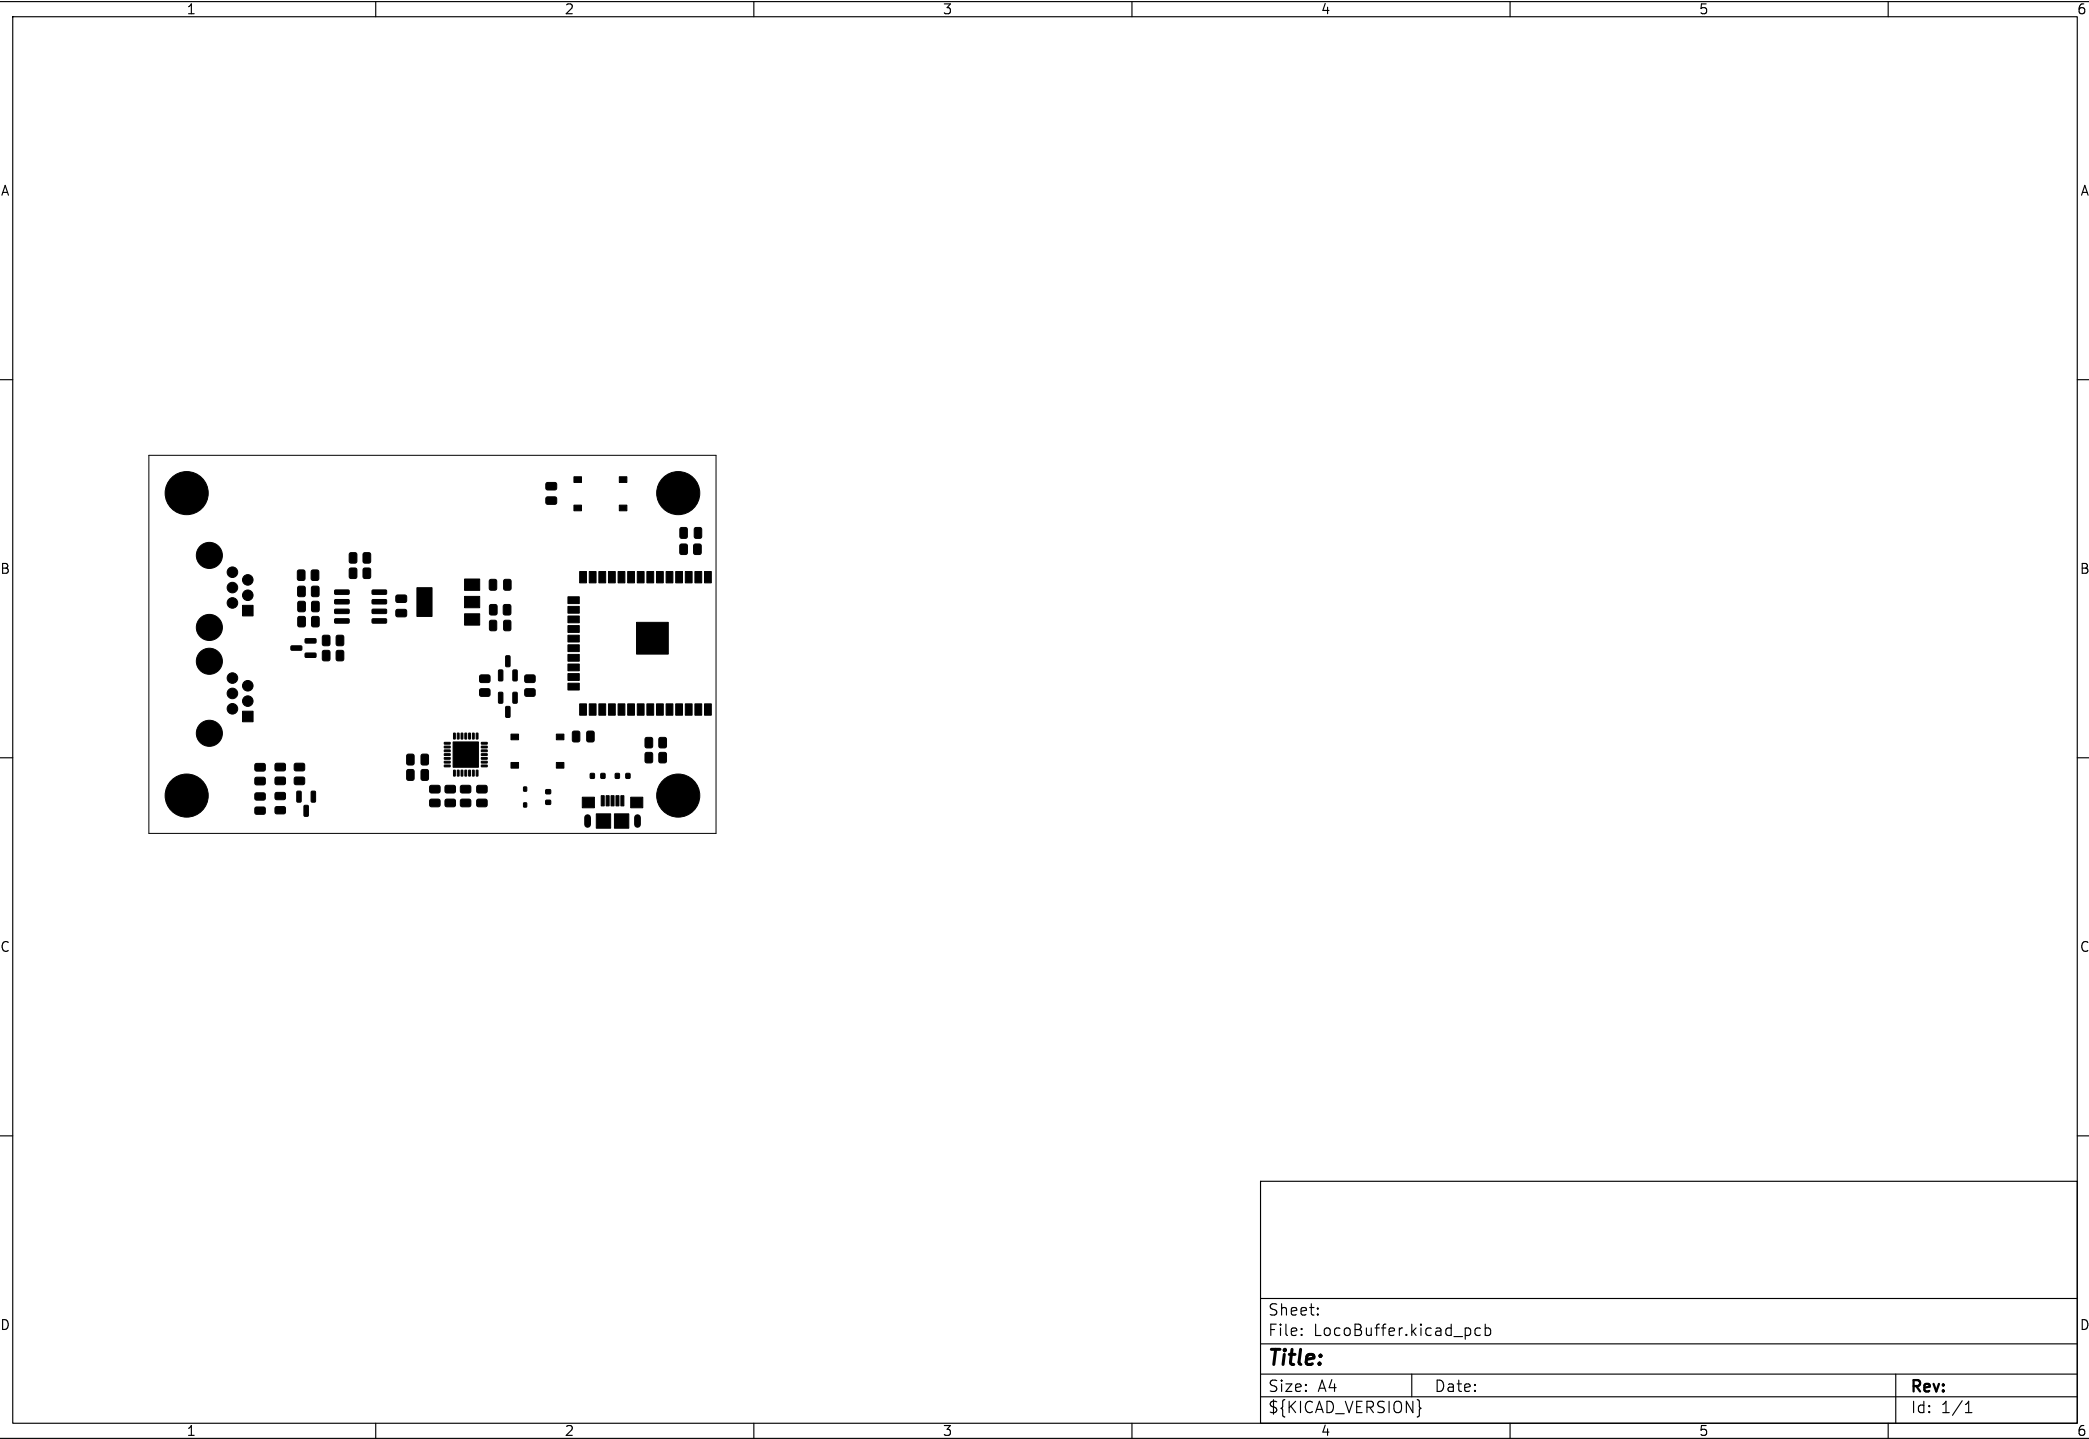 1 2 3 4 5 6
A A
B B
C C
Sheet:
File: LocoBuffer.kicad_pcb
D D
Title:
Size: A4 Date: Rev:
${KICAD_VERSION} Id: 1/1
1 2 3 4 5 6